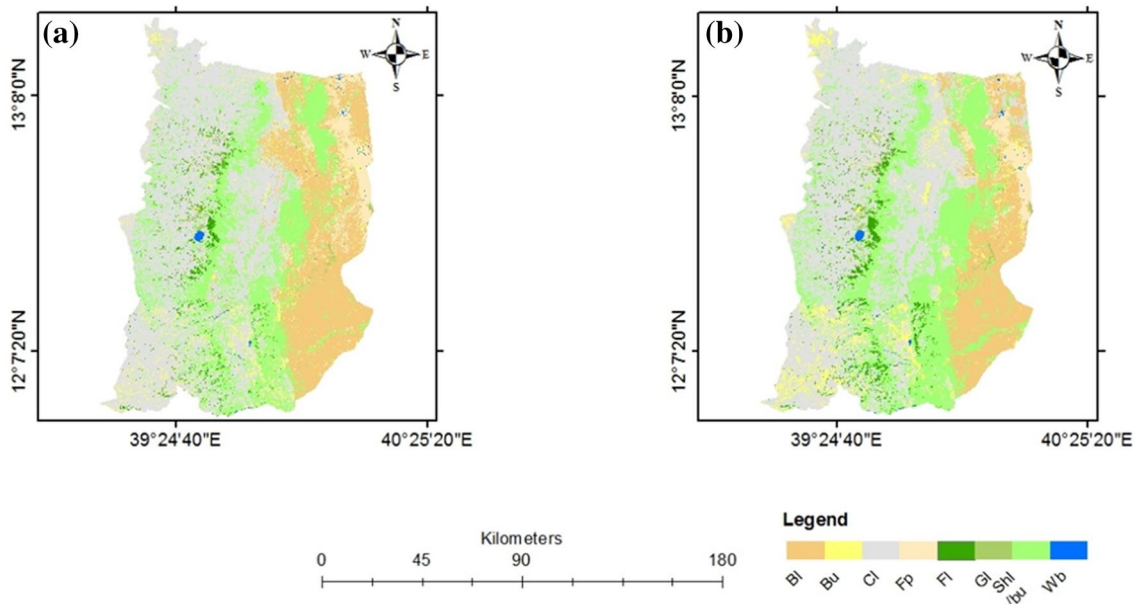 (a)
N
W E
S
13°8'0"N
12°7'20"N
39°24'40"E
40°25'20"E
(b)
N
W E
S
13°8'0"N
12°7'20"N
39°24'40"E
40°25'20"E
Kilometers
0 45 90 180
Legend
Bl
Bu
Cl
Fp
Fl
Gl
Shl
/bu
Wb